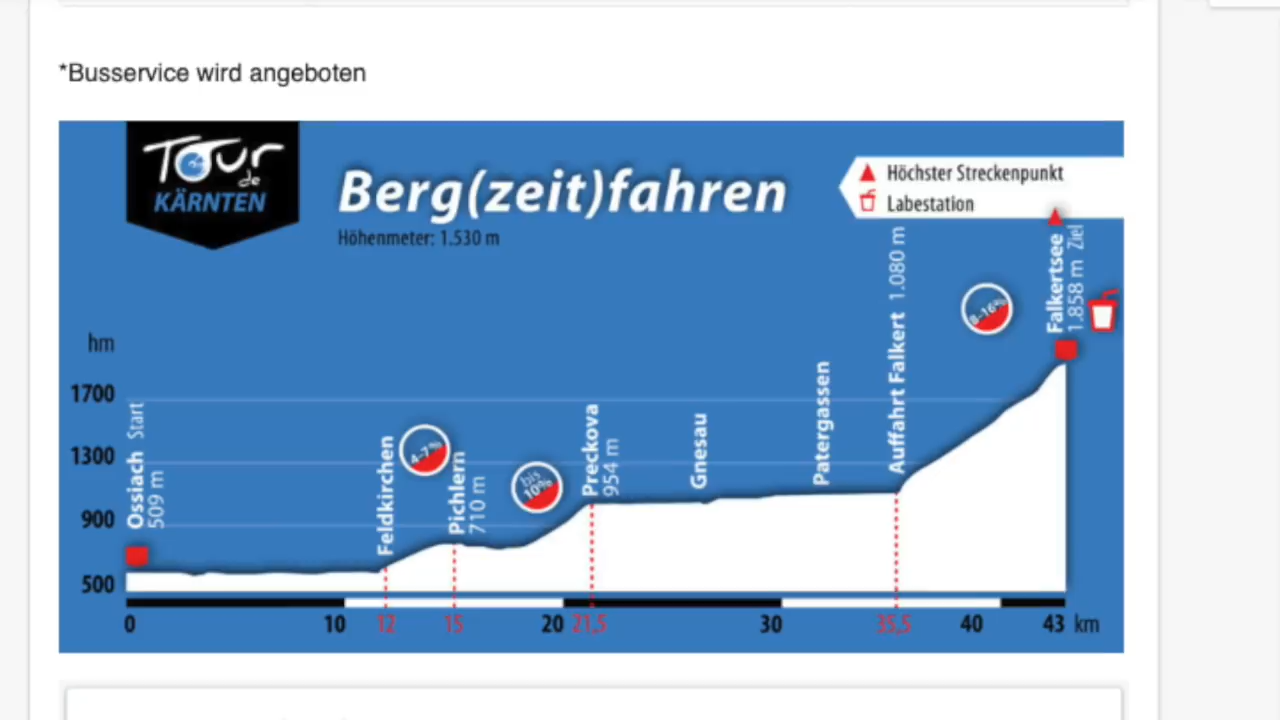 *Busservice wird angeboten
Tour
de
KÄRNTEN
Berg(zeit)fahren
Höhenmeter: 1.530 m
Höchster Streckenpunkt
Labestation
hm
1700
1300
900
500
Ossiach Start
509 m
Feldkirchen
4-7%
Pichlern
710 m
bis
10%
Preckova
954 m
Gnesau
Patergassen
Auffahrt Falkert 1.080 m
8-16%
Falkertsee
1.858 m Ziel
0 10 12 15 20 21,5 30 35,5 40 43 km